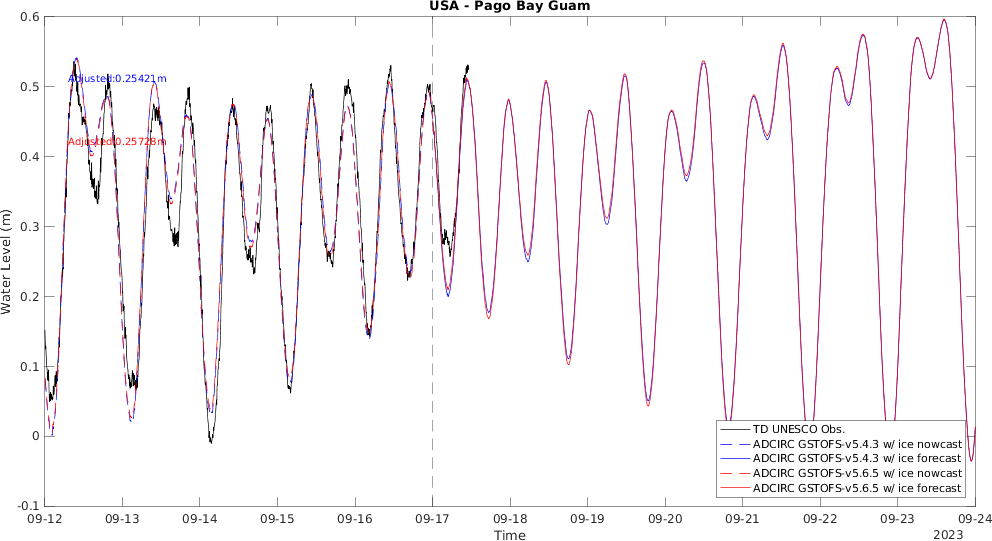 USA - Pago Bay Guam
0.6
0.5
0.4
0.3
0.2
0.1
0
-0.1
Water Level (m)
Adjusted:0.25421m
Adjusted:0.25728m
TD UNESCO Obs.
ADCIRC GSTOFS-v5.4.3 w/ ice nowcast
ADCIRC GSTOFS-v5.4.3 w/ ice forecast
ADCIRC GSTOFS-v5.6.5 w/ ice nowcast
ADCIRC GSTOFS-v5.6.5 w/ ice forecast
09-12 09-13 09-14 09-15 09-16 09-17 09-18 09-19 09-20 09-21 09-22 09-23 09-24
Time
2023